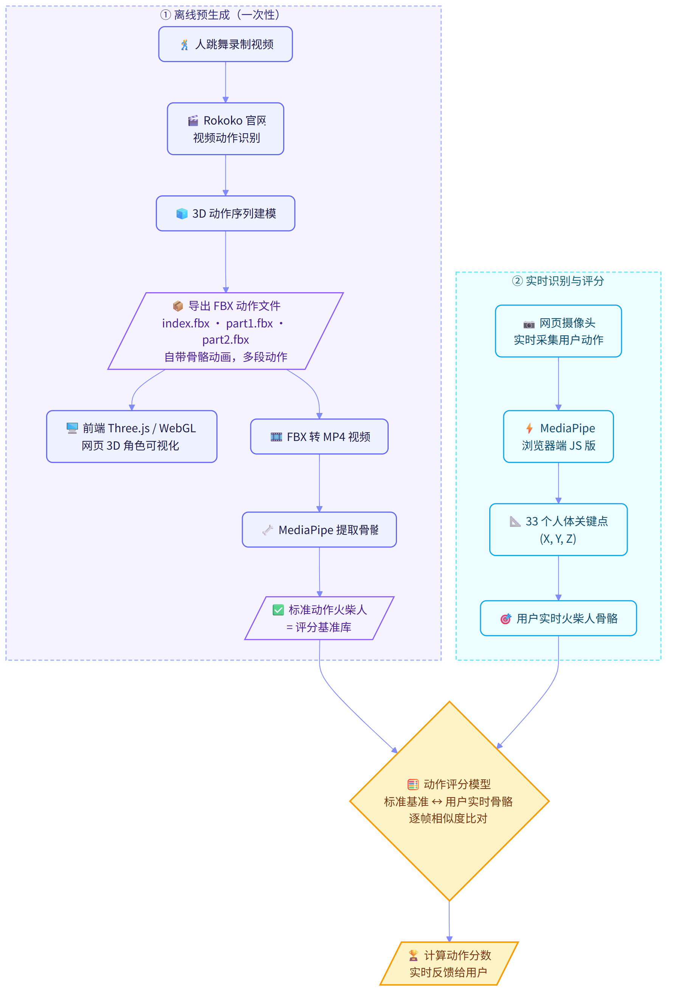 ① 离线预生成（一次性）
🕺 人跳舞录制视频
🎬 Rokoko 官网
视频动作识别
🧊 3D 动作序列建模
📦 导出 FBX 动作文件
index.fbx · part1.fbx ·
part2.fbx
自带骨骼动画，多段动作
🖥️ 前端 Three.js / WebGL
网页 3D 角色可视化
🎞️ FBX 转 MP4 视频
🦴 MediaPipe 提取骨骼
✅ 标准动作火柴人
= 评分基准库
② 实时识别与评分
📷 网页摄像头
实时采集用户动作
⚡ MediaPipe
浏览器端 JS 版
📐 33 个人体关键点
(X, Y, Z)
🎯 用户实时火柴人骨骼
🧮 动作评分模型
标准基准 ↔ 用户实时骨骼
逐帧相似度比对
🏆 计算动作分数
实时反馈给用户